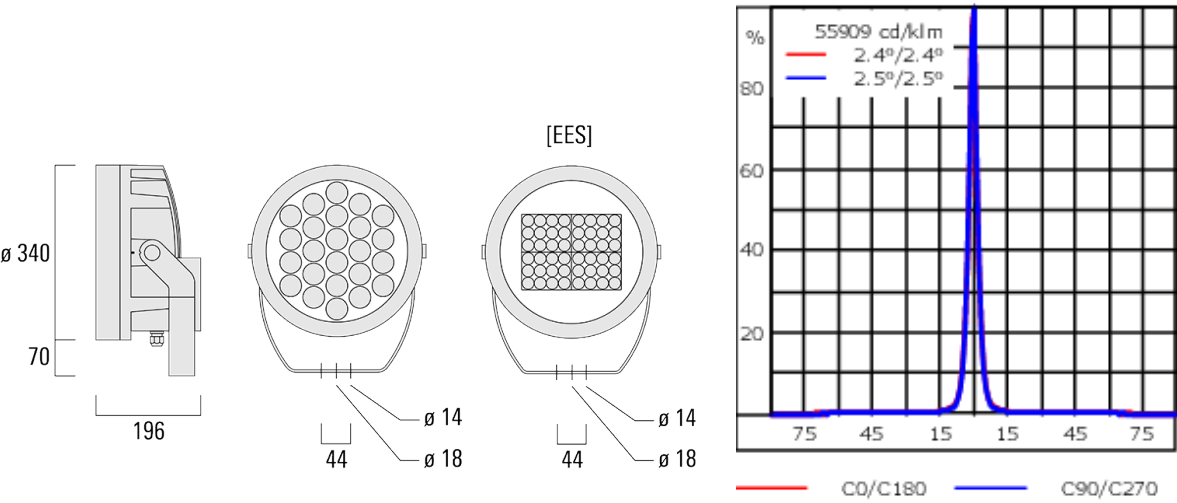 [EES]
ø 340
70
196
ø 14
ø 18
44
ø 14
ø 18
44
55909 cd/klm
%
2.4º/2.4º
2.5º/2.5º
80
60
40
20
75 45 15 15 45 75
C0/C180 C90/C270